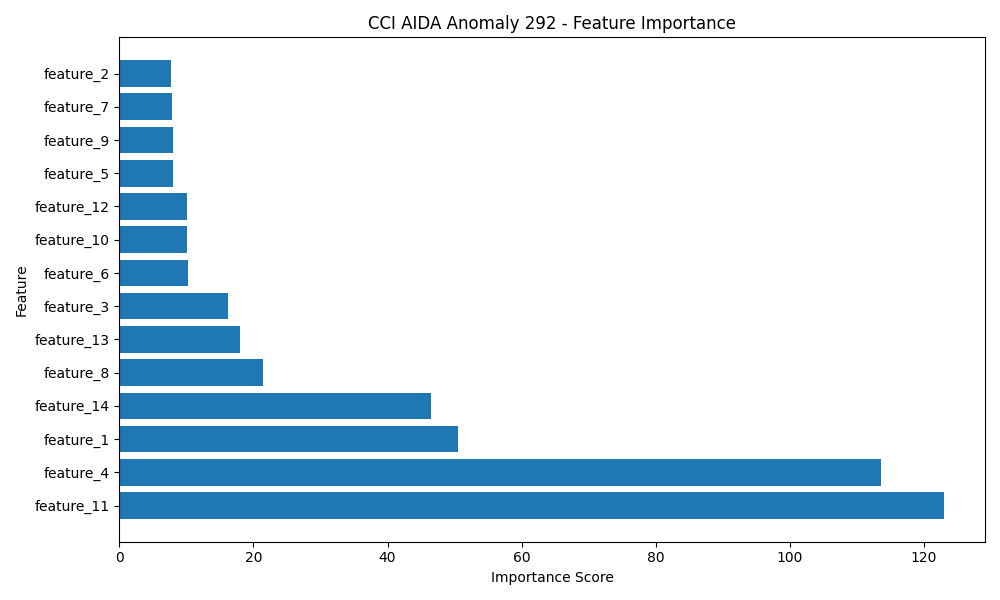 CCI AIDA Anomaly 292 - Feature Importance
feature_2
feature_7
feature_9
feature_5
feature_12
feature_10
feature_6
feature_3
feature_13
feature_8
feature_14
feature_1
feature_4
feature_11
Feature
0 20 40 60 80 100 120
Importance Score